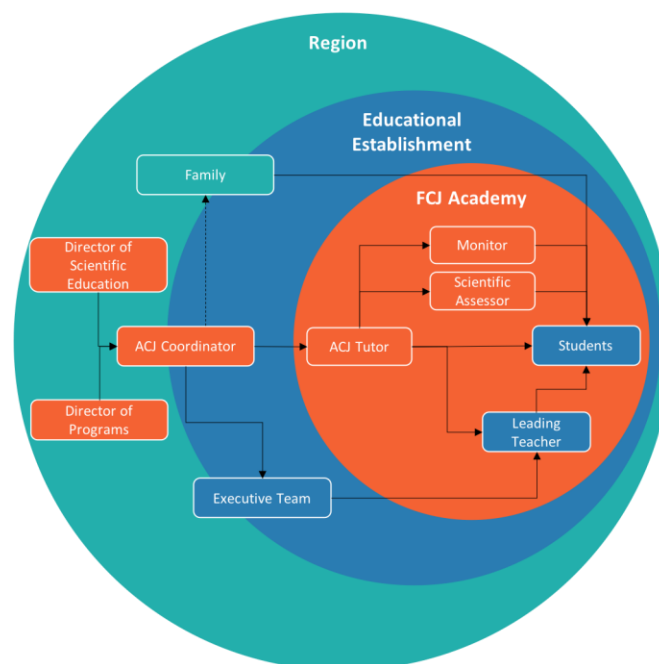 Region
Educational
Establishment
Family
FCJ Academy
Monitor
Director of
Scientific
Education
Scientific
Assessor
ACJ Coordinator
ACJ Tutor
Students
Director of
Programs
Leading
Teacher
Executive Team